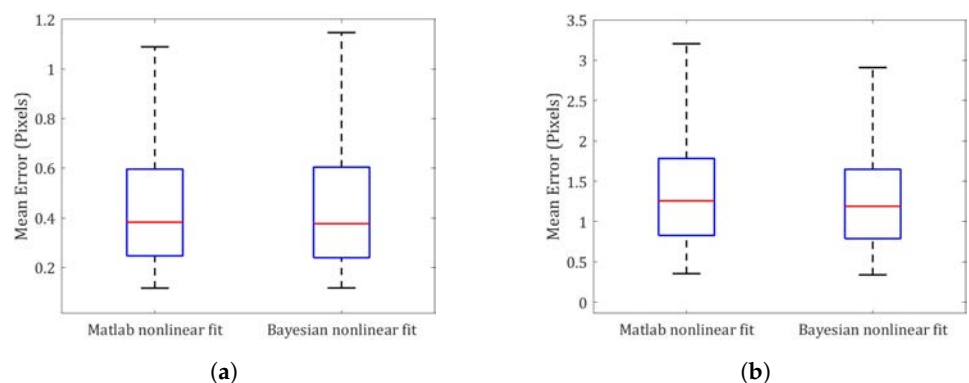 1.2
1
0.8
0.6
0.4
0.2
Mean Error (Pixels)
Matlab nonlinear fit
Bayesian nonlinear fit
(a)
3.5
3
2.5
2
1.5
1
0.5
0
Mean Error (Pixels)
Matlab nonlinear fit
Bayesian nonlinear fit
(b)